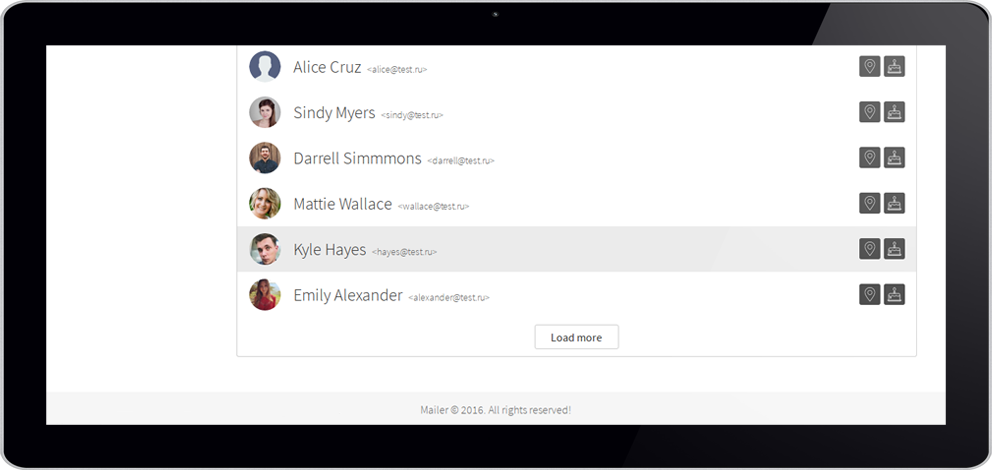 Alice Cruz <alice@test.ru>
Sindy Myers <sindy@test.ru>
Darrell Simmmons <darrell@test.ru>
Mattie Wallace <wallace@test.ru>
Kyle Hayes <hayes@test.ru>
Emily Alexander <alexander@test.ru>
Load more
Mailer © 2016. All rights reserved!